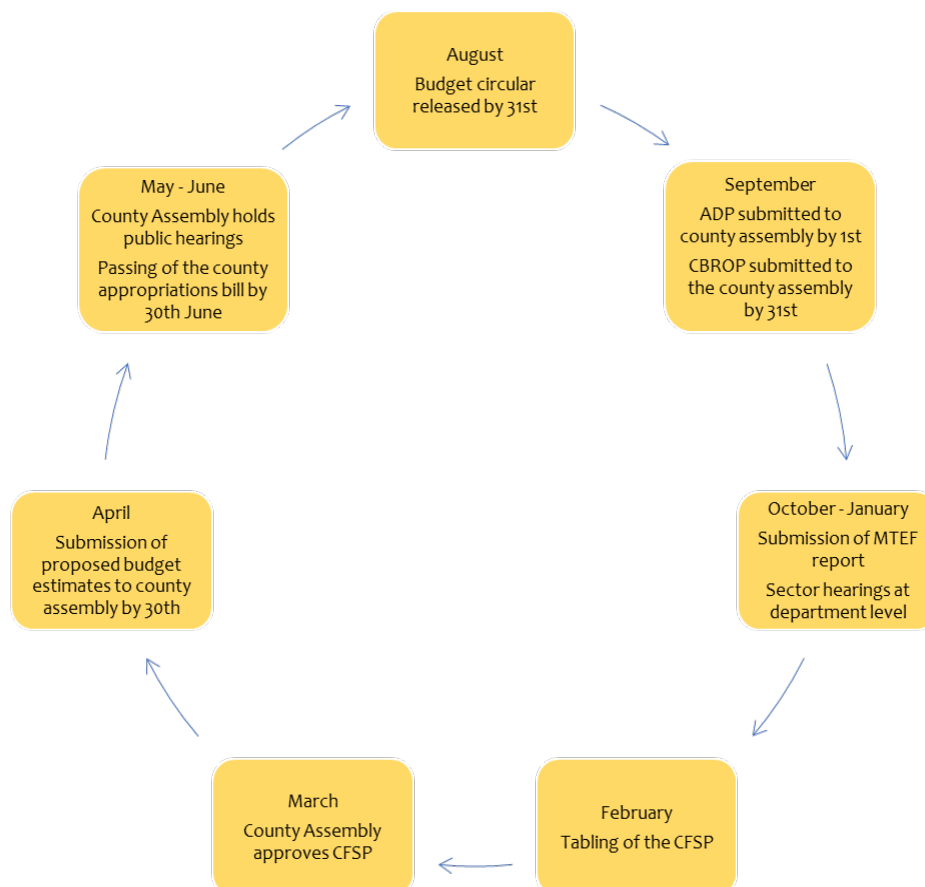 August
Budget circular
released by 31st
September
ADP submitted to
county assembly by 1st
CBROP submitted to
the county assembly
by 31st
October - January
Submission of MTEF
report
Sector hearings at
department level
February
Tabling of the CFSP
March
County Assembly
approves CFSP
April
Submission of
proposed budget
estimates to county
assembly by 30th
May - June
County Assembly holds
public hearings
Passing of the county
appropriations bill by
30th June